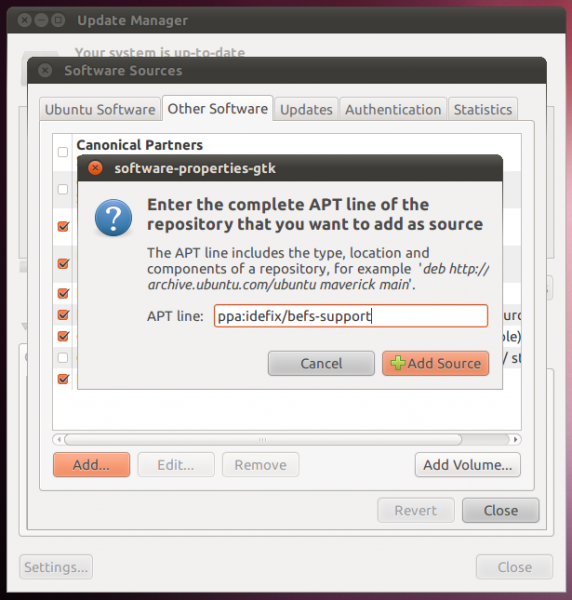 Update Manager
Your system is up-to-date
Software Sources
Ubuntu Software Other Software Updates Authentication Statistics
Canonical Partners
software-properties-gtk
Enter the complete APT line of the
repository that you want to add as source
The APT line includes the type, location and
components of a repository, for example 'deb http://
archive.ubuntu.com/ubuntu maverick main'.
APT line: ppa:idefix/befs-support
Cancel Add Source
Add... Edit... Remove Add Volume...
Revert Close
Settings... Close